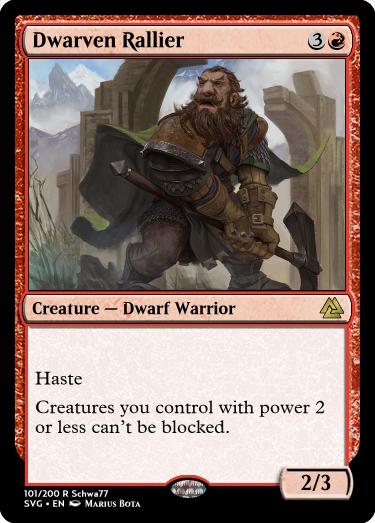 Dwarven Rallier 3
Creature — Dwarf Warrior
Haste
Creatures you control with power 2
or less can't be blocked.
2/3
101/200 R Schwa77
SVG • EN Marius Bota